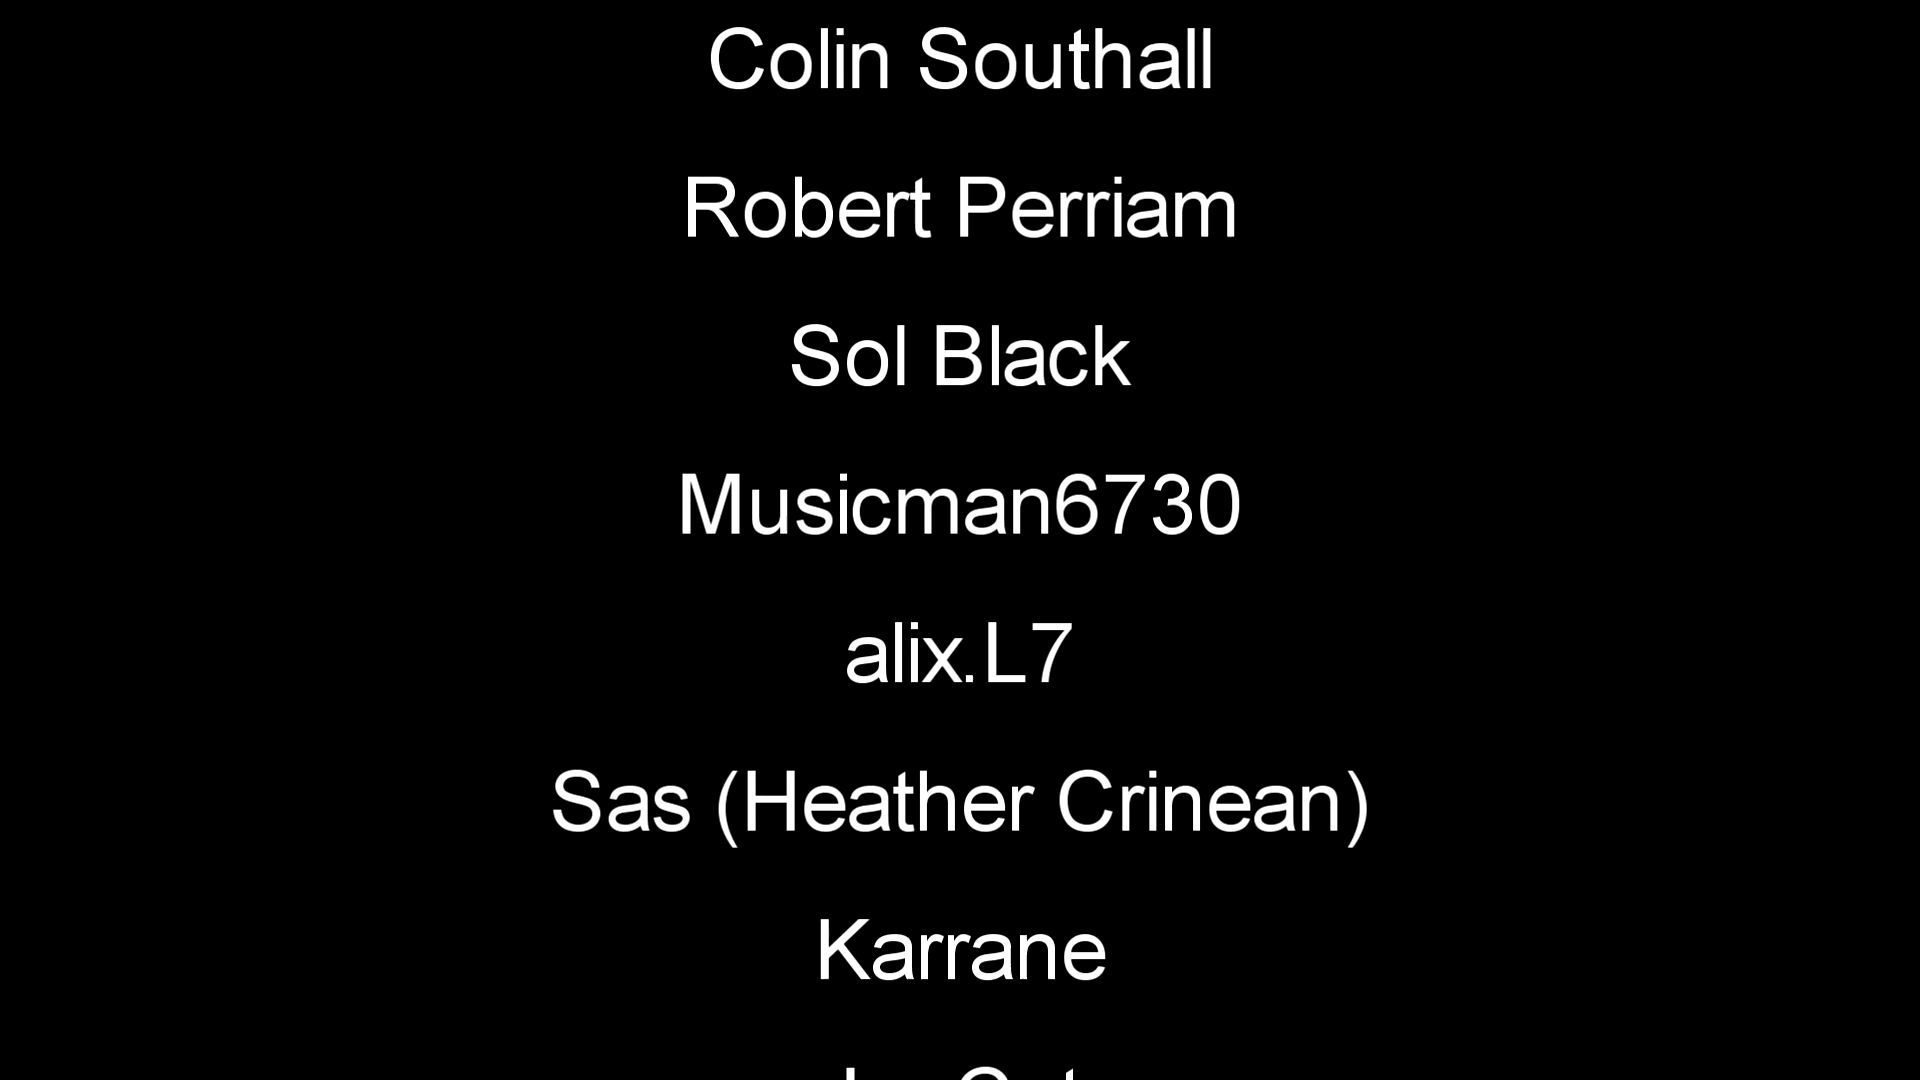 Colin Southall
Robert Perriam
Sol Black
Musicman6730
alix.L7
Sas (Heather Crinean)
Karrane